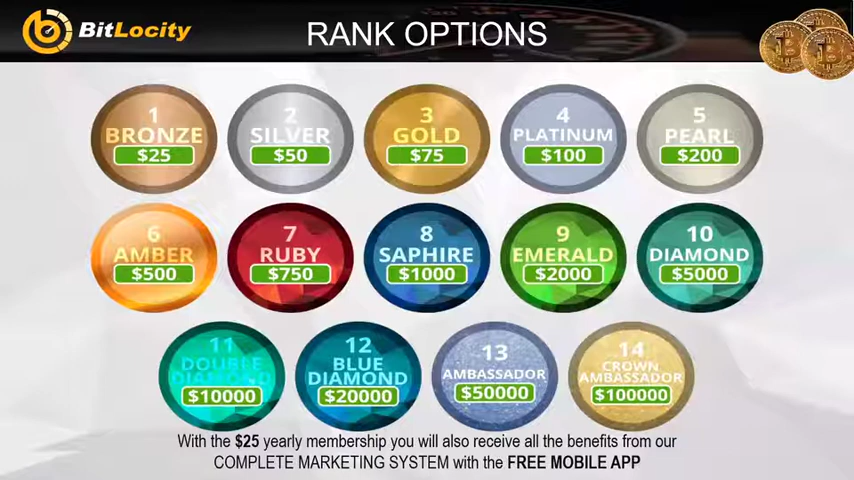 BitLocity
RANK OPTIONS
1
BRONZE
$25
2
SILVER
$50
3
GOLD
$75
4
PLATINUM
$100
5
PEARL
$200
6
AMBER
$500
7
RUBY
$750
8
SAPHIRE
$1000
9
EMERALD
$2000
10
DIAMOND
$5000
11
DOUBLE
DIAMOND
$10000
12
BLUE
DIAMOND
$20000
13
AMBASSADOR
$50000
14
CROWN
AMBASSADOR
$100000
With the $25 yearly membership you will also receive all the benefits from our
COMPLETE MARKETING SYSTEM with the FREE MOBILE APP